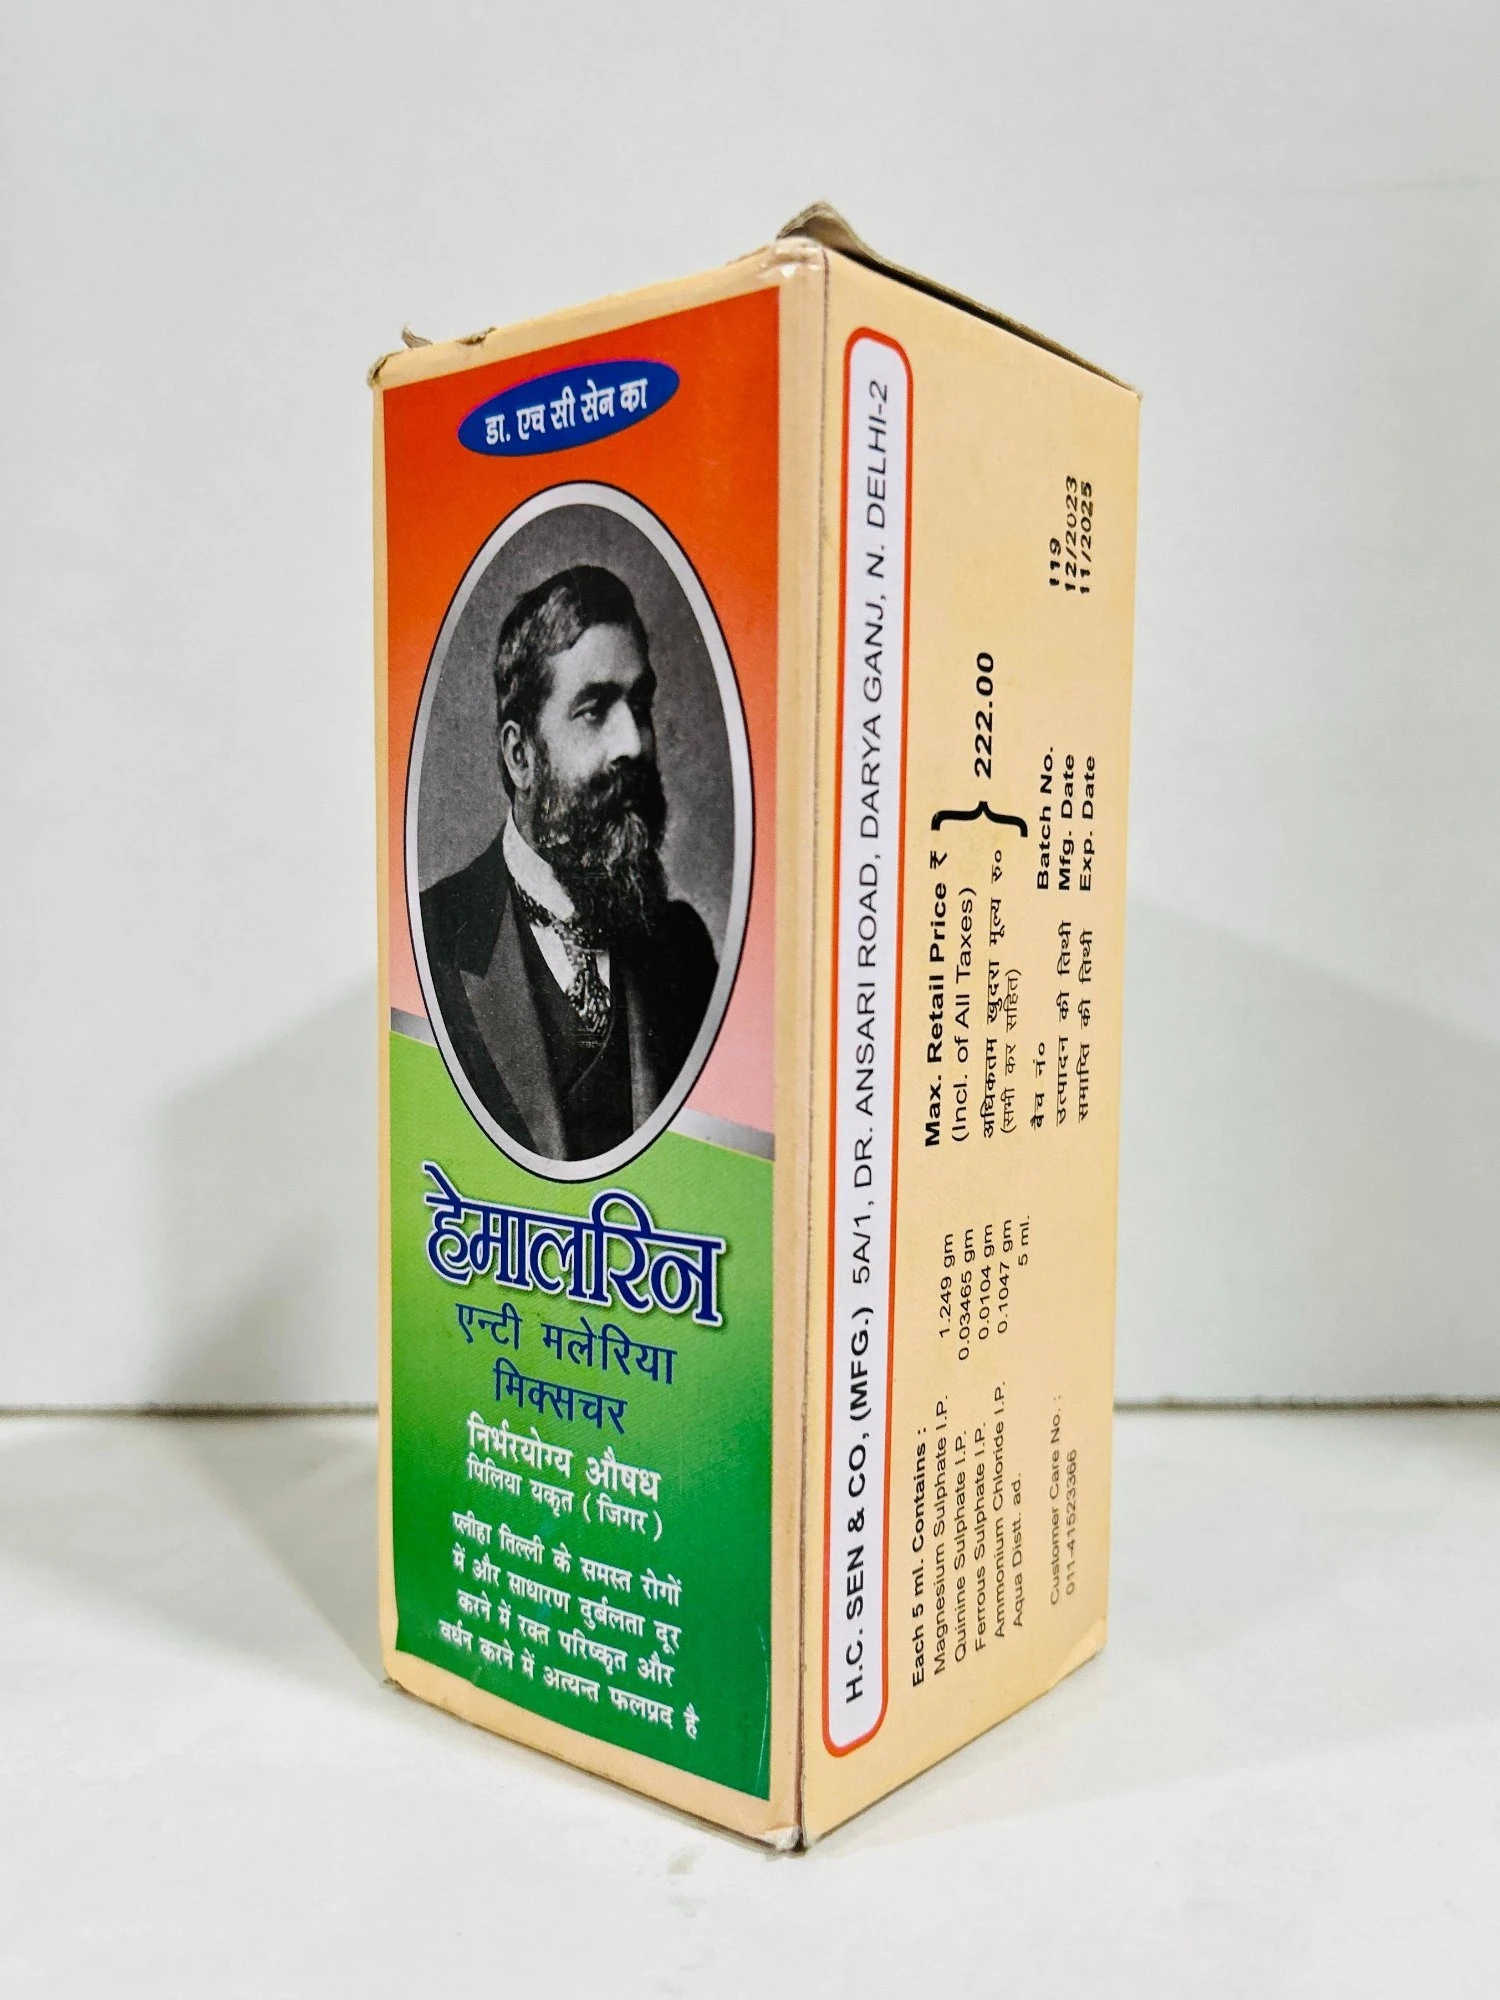 डा. एच सी सेन का
हेमालरिन
एन्टी मलेरिया
मिक्सचर
निर्भरयोग्य औषध
पिलिया यकृत ( जिगर )
प्लीहा तिल्ली के समस्त रोगों
में और साधारण दुर्बलता दूर
करने में रक्त परिष्कृत और
वर्धन करने में अत्यन्त फलप्रद है
H.C. SEN & CO, (MFG.) 5A/1, DR. ANSARI ROAD, DARYA GANJ, N. DELHI-2
Each 5 ml. Contains :
Magnesium Sulphate I.P. 1.249 gm
Quinine Sulphate I.P. 0.03465 gm
Ferrous Sulphate I.P. 0.0104 gm
Ammonium Chloride I.P. 0.1047 gm
Aqua Distt. ad. 5 ml.
Customer Care No. :
011-41523366
Max. Retail Price ₹
(Incl. of All Taxes)
अधिकतम खुदरा मूल्य रु०
(सभी कर सहित)
} 222.00
बैच नं० Batch No. 119
उत्पादन की तिथी Mfg. Date 12/2023
समाप्ति की तिथी Exp. Date 11/2025